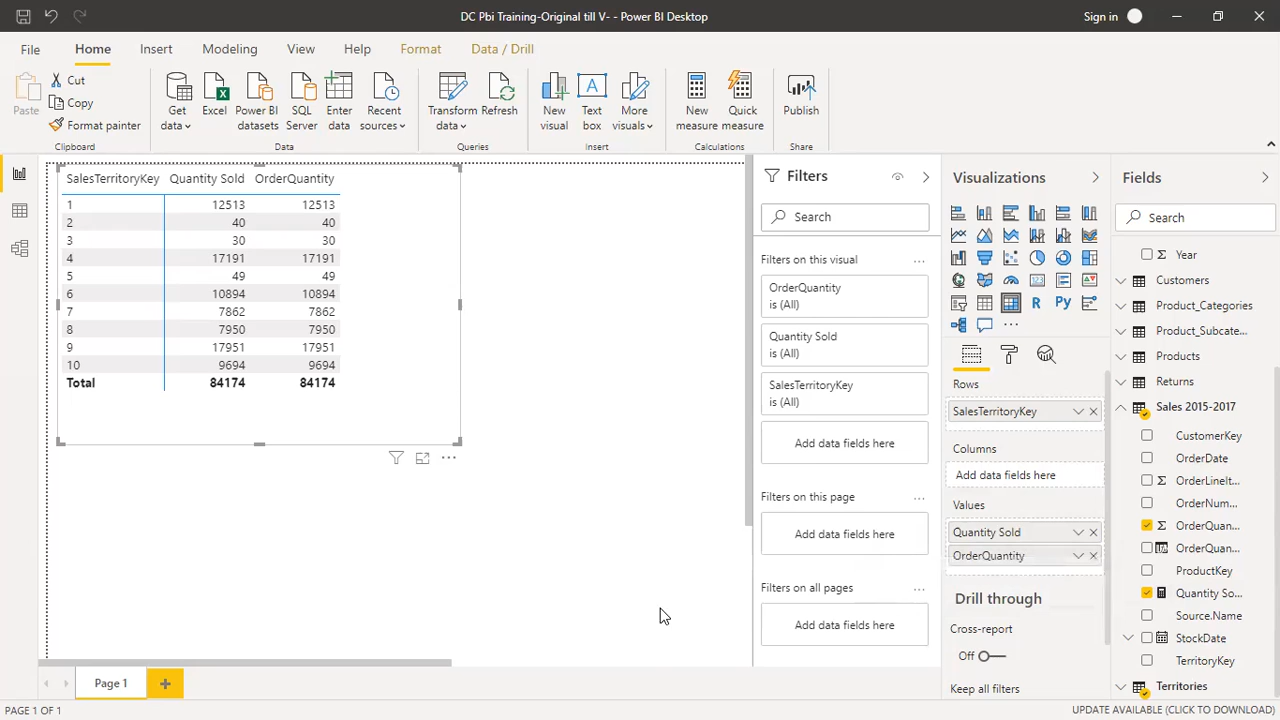 DC Pbi Training-Original till V- - Power BI Desktop
Sign in
File Home Insert Modeling View Help Format Data / Drill
Paste
Cut
Copy
Format painter
Clipboard
Get data
Excel
Power BI datasets
SQL Server
Enter data
Recent sources
Data
Transform data
Refresh
Queries
New visual
Text box
More visuals
Insert
New measure
Quick measure
Calculations
Publish
Share
SalesTerritoryKey Quantity Sold OrderQuantity
1 12513 12513
2 40 40
3 30 30
4 17191 17191
5 49 49
6 10894 10894
7 7862 7862
8 7950 7950
9 17951 17951
10 9694 9694
Total 84174 84174
Filters
Search
Filters on this visual ...
OrderQuantity
is (All)
Quantity Sold
is (All)
SalesTerritoryKey
is (All)
Add data fields here
Filters on this page ...
Add data fields here
Filters on all pages ...
Add data fields here
Visualizations
R
Py
Rows
SalesTerritoryKey
Columns
Add data fields here
Values
Quantity Sold
OrderQuantity
Drill through
Cross-report
Off
Keep all filters
Fields
Search
Σ Year
Customers
Product_Categories
Product_Subcate...
Products
Returns
Sales 2015-2017
CustomerKey
OrderDate
Σ OrderLineIt...
OrderNum...
Σ OrderQuan...
OrderQuan...
ProductKey
Quantity So...
Source.Name
StockDate
TerritoryKey
Territories
Page 1
PAGE 1 OF 1
UPDATE AVAILABLE (CLICK TO DOWNLOAD)